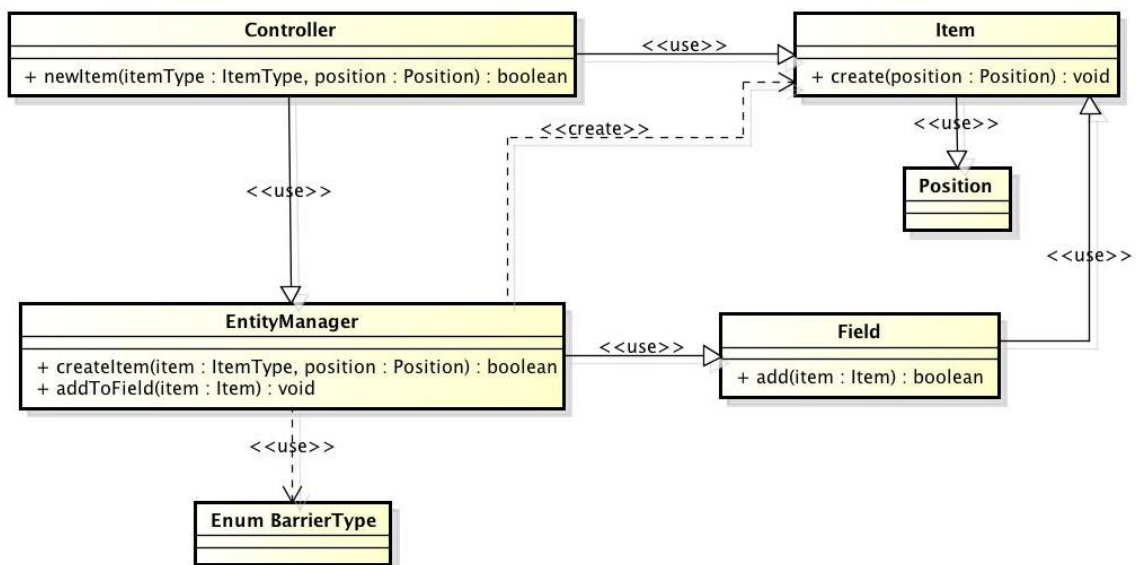 Controller
+ newItem(itemType : ItemType, position : Position) : boolean
<<use>>
Item
+ create(position : Position) : void
<<create>>
<<use>>
Position
<<use>>
<<use>>
EntityManager
+ createItem(item : ItemType, position : Position) : boolean
+ addToField(item : Item) : void
<<use>>
Field
+ add(item : Item) : boolean
<<use>>
Enum BarrierType